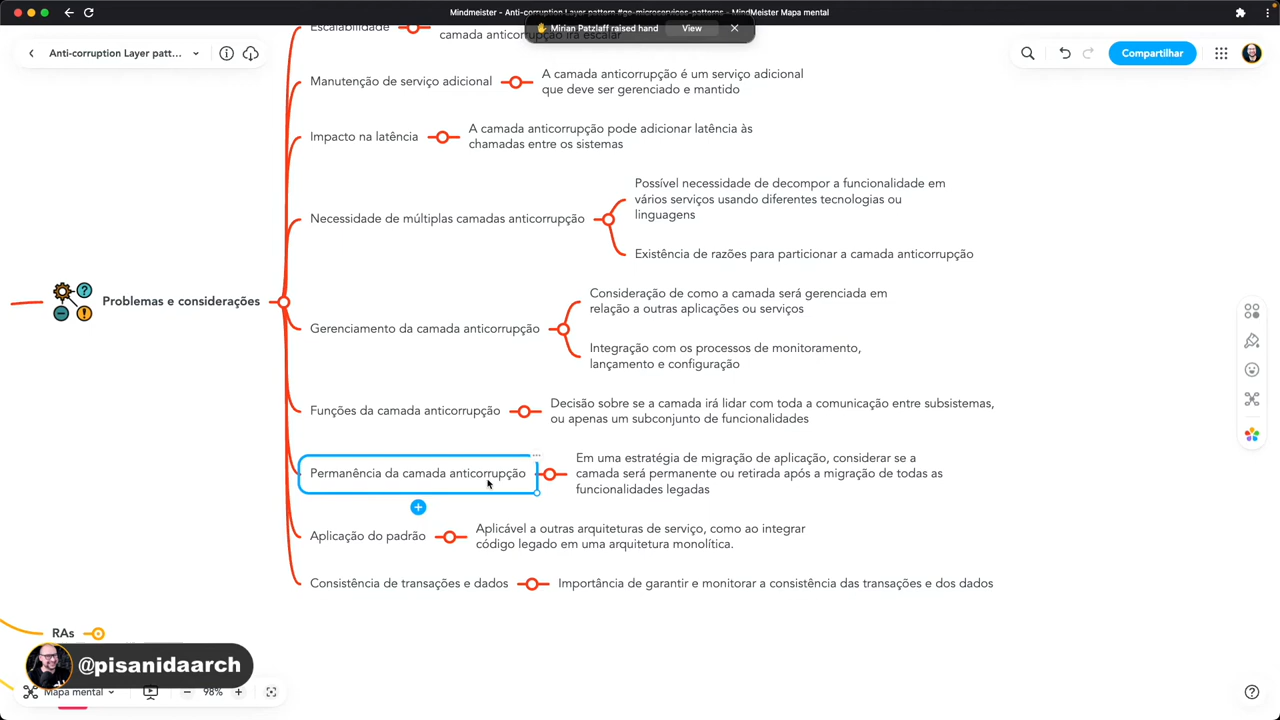 Mindmeister - Anti-corruption Layer pattern #ge-microservices-patterns - MindMeister Mapa mental
Mirian Patzlaff raised hand
View
Anti-corruption Layer patt...
Compartilhar
Escalabilidade
camada anticorrupção irá escalar
Manutenção de serviço adicional
A camada anticorrupção é um serviço adicional
que deve ser gerenciado e mantido
Impacto na latência
A camada anticorrupção pode adicionar latência às
chamadas entre os sistemas
Necessidade de múltiplas camadas anticorrupção
Possível necessidade de decompor a funcionalidade em
vários serviços usando diferentes tecnologias ou
linguagens
Existência de razões para particionar a camada anticorrupção
Problemas e considerações
Gerenciamento da camada anticorrupção
Consideração de como a camada será gerenciada em
relação a outras aplicações ou serviços
Integração com os processos de monitoramento,
lançamento e configuração
Funções da camada anticorrupção
Decisão sobre se a camada irá lidar com toda a comunicação entre subsistemas,
ou apenas um subconjunto de funcionalidades
Permanência da camada anticorrupção
Em uma estratégia de migração de aplicação, considerar se a
camada será permanente ou retirada após a migração de todas as
funcionalidades legadas
Aplicação do padrão
Aplicável a outras arquiteturas de serviço, como ao integrar
código legado em uma arquitetura monolítica.
Consistência de transações e dados
Importância de garantir e monitorar a consistência das transações e dos dados
RAs
@pisanidaarch
Mapa mental
98%